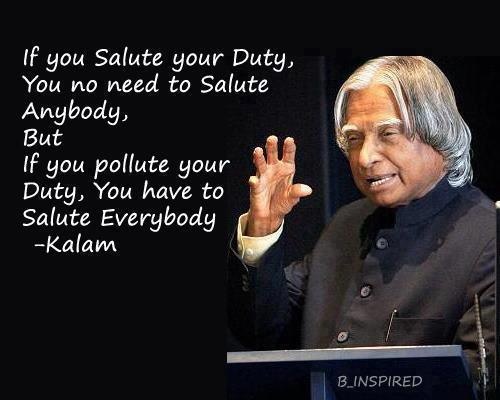 If you Salute your Duty,
You no need to Salute
Anybody,
But
If you pollute your
Duty, You have to
Salute Everybody
-Kalam
B_INSPIRED